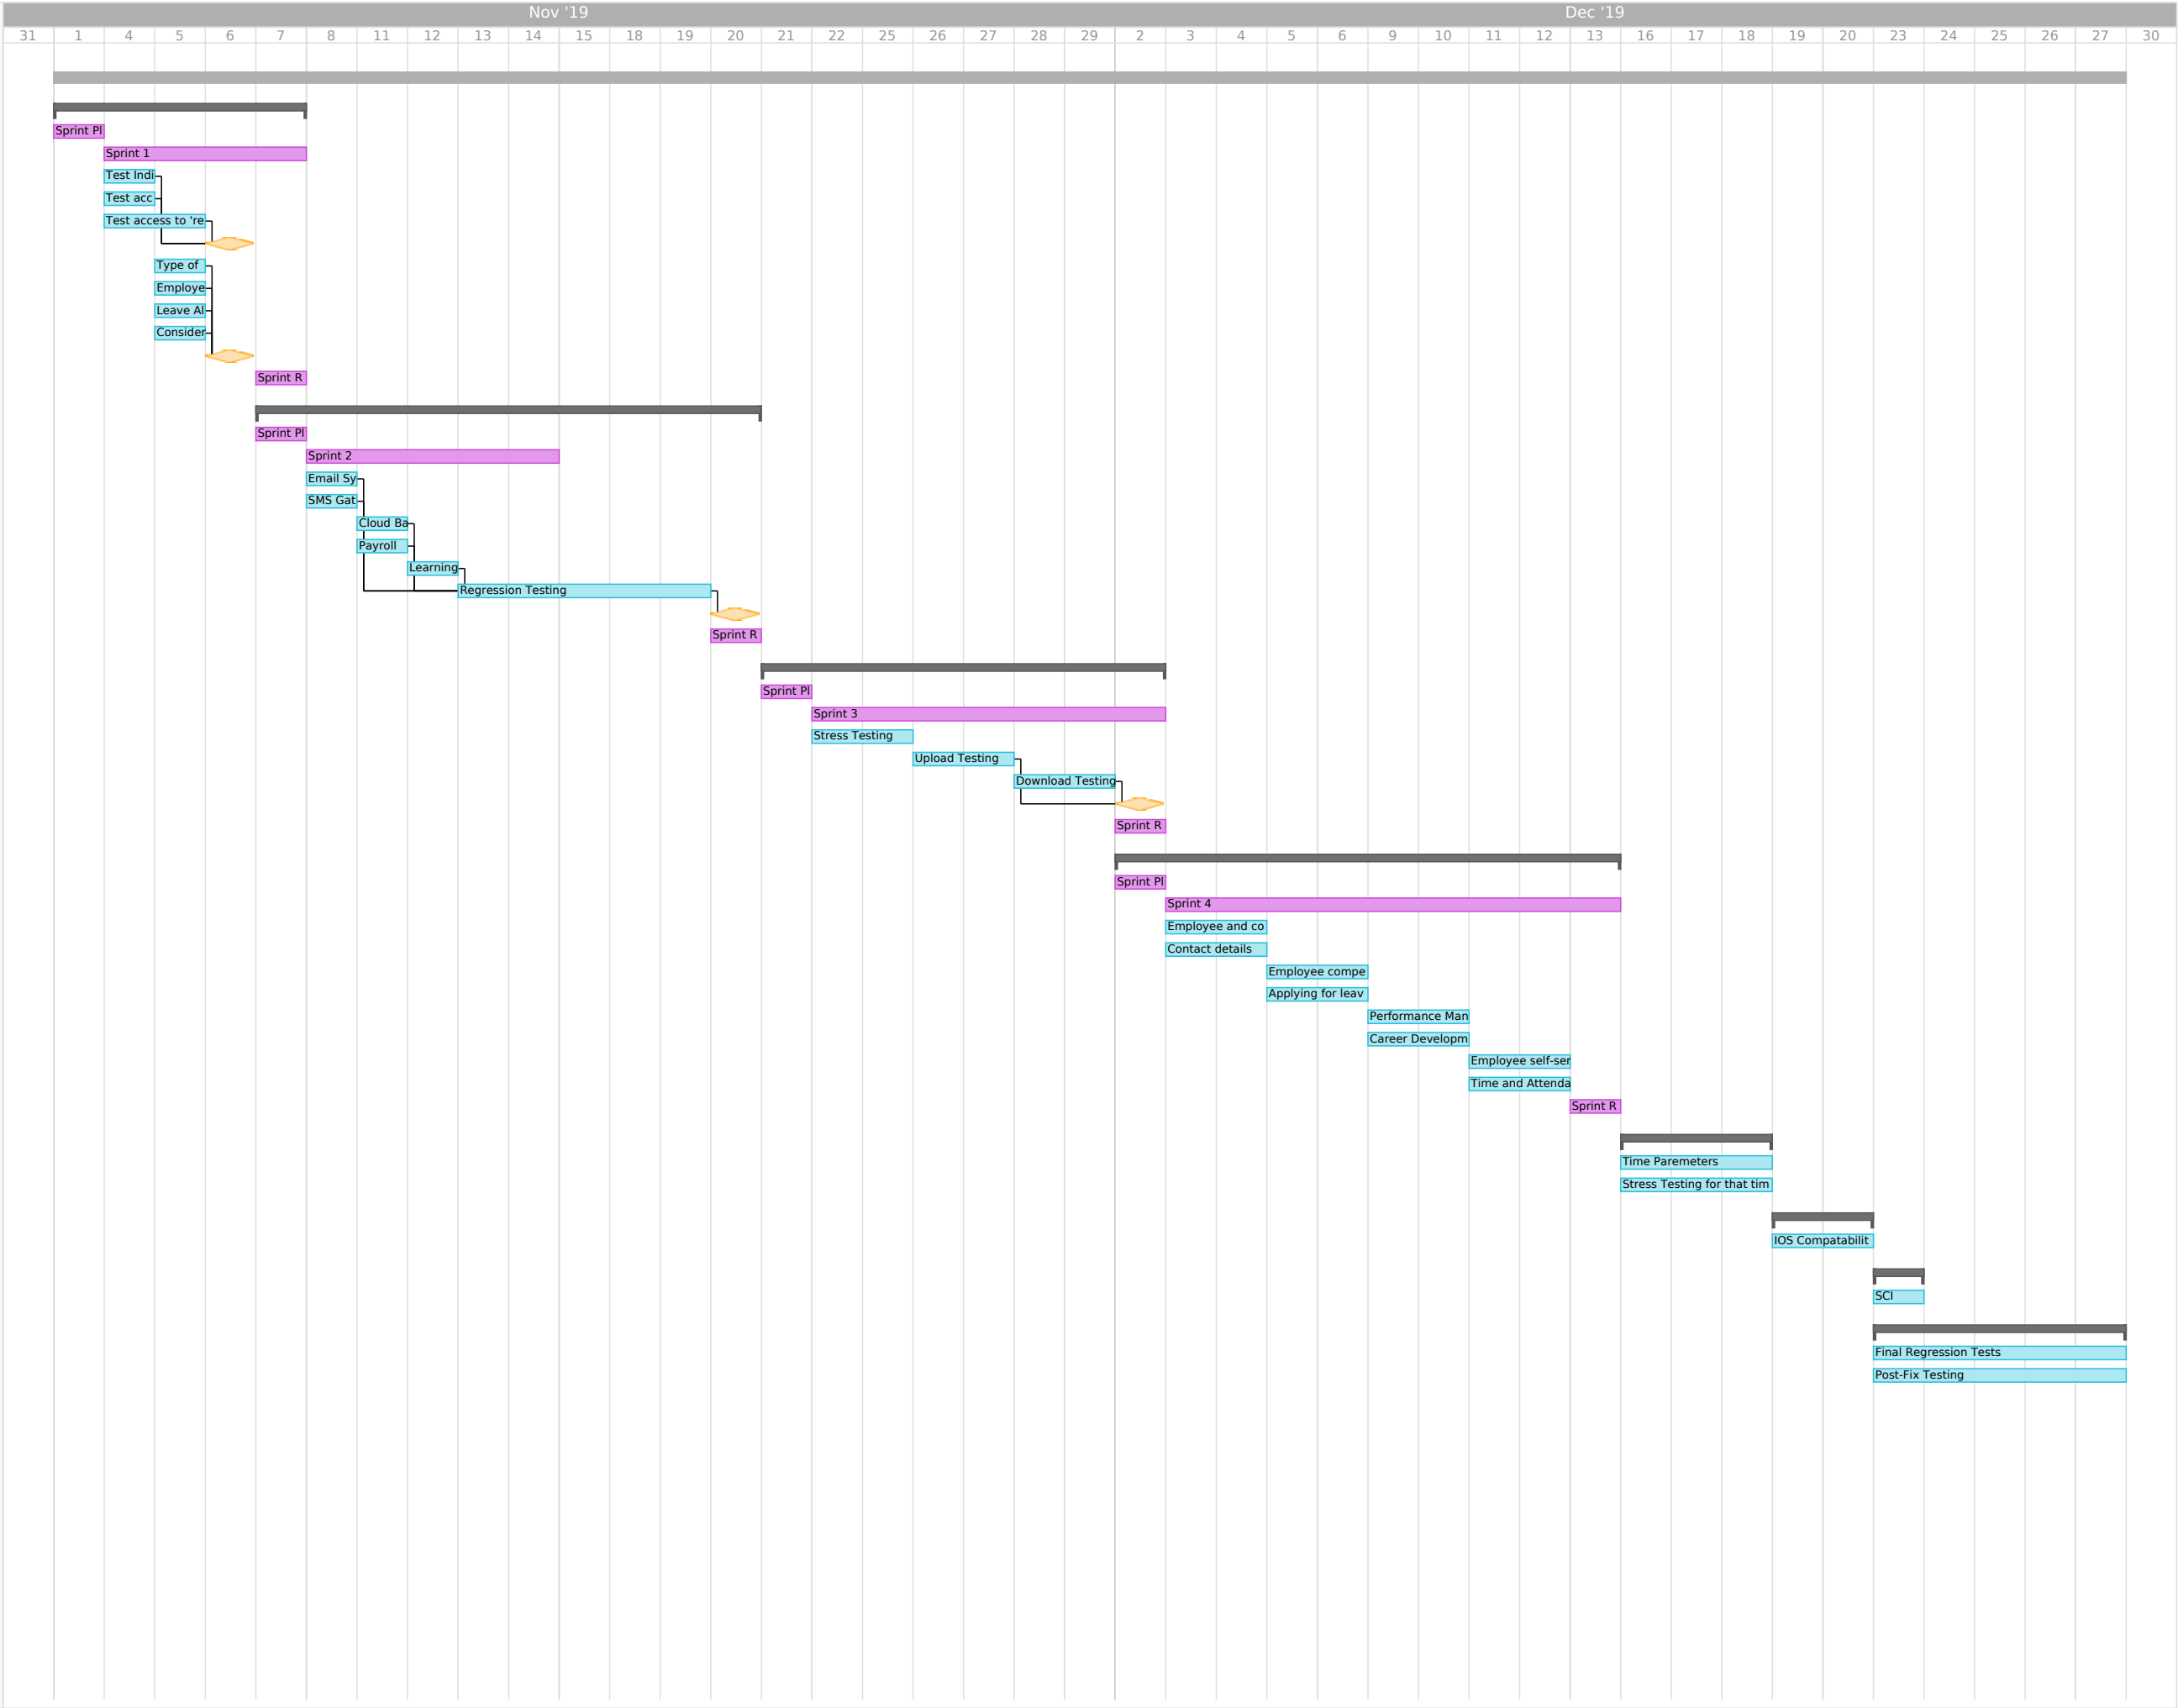 Nov '19 Dec '19
31 1 4 5 6 7 8 11 12 13 14 15 18 19 20 21 22 25 26 27 28 29 2 3 4 5 6 9 10 11 12 13 16 17 18 19 20 23 24 25 26 27 30
Sprint Pl
Sprint 1
Test Indi
Test acc
Test access to 're
Type of
Employe
Leave Al
Consider
Sprint R
Sprint Pl
Sprint 2
Email Sy
SMS Gat
Cloud Ba
Payroll
Learning
Regression Testing
Sprint R
Sprint Pl
Sprint 3
Stress Testing
Upload Testing
Download Testing
Sprint R
Sprint Pl
Sprint 4
Employee and co
Contact details
Employee compe
Applying for leav
Performance Man
Career Developm
Employee self-ser
Time and Attenda
Sprint R
Time Paremeters
Stress Testing for that tim
IOS Compatabilit
SCI
Final Regression Tests
Post-Fix Testing